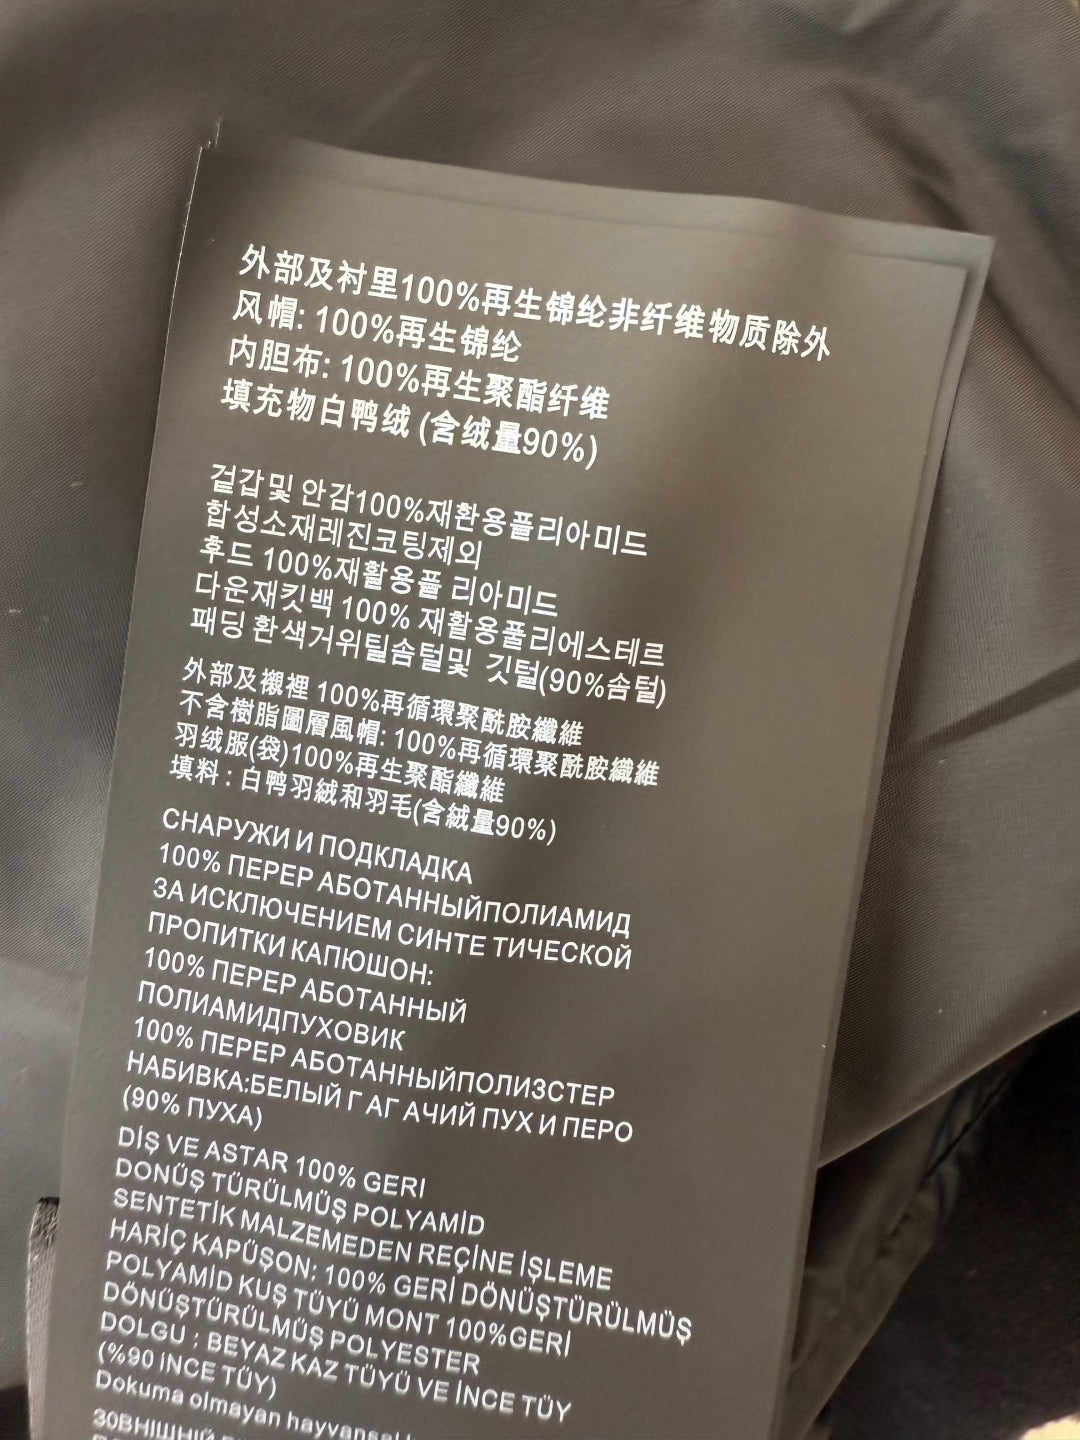 外部及衬里100%再生锦纶非纤维物质除外
风帽: 100%再生锦纶
内胆布: 100%再生聚酯纤维
填充物白鸭绒 (含绒量90%)
겉갑및 안감100%재환용폴리아미드
합성소재레진코팅제외
후드 100%재활용폴 리아미드
다운재킷백 100% 재활용폴리에스테르
패딩 환색거위틸솜털및 깃털(90%솜털)
外部及襯裡 100%再循環聚酰胺纖維
不含樹脂圖層風帽: 100%再循環聚酰胺纖維
羽绒服(袋)100%再生聚酯纖維
填料 : 白鸭羽絨和羽毛(含絨量90%)
СНАРУЖИ И ПОДКЛАДКА
100% ПЕРЕР АБОТАННЫЙПОЛИАМИД
ЗА ИСКЛЮЧЕНИЕМ СИНТЕ ТИЧЕСКОЙ
ПРОПИТКИ КАПЮШОН:
100% ПЕРЕР АБОТАННЫЙ
ПОЛИАМИДПУХОВИК
100% ПЕРЕР АБОТАННЫЙПОЛИЗСТЕР
НАБИВКА:БЕЛЫЙ Г АГ АЧИЙ ПУХ И ПЕРО
(90% ПУХА)
DİŞ VE ASTAR 100% GERI
DONÜŞ TÜRÜLMÜŞ POLYAMİD
SENTETİK MALZEMEDEN REÇİNE İŞLEME
HARİÇ KAPÜŞON: 100% GERİ DÖNÜŞTÜRÜLMÜŞ
POLYAMİD KUŞ TÜYÜ MONT 100%GERİ
DÖNÜŞTÜRÜLMÜŞ POLYESTER
DOLGU : BEYAZ KAZ TÜYÜ VE İNCE TÜY
(%90 İNCE TÜY)
Dokuma olmayan
ЗОВНІШНІЙ